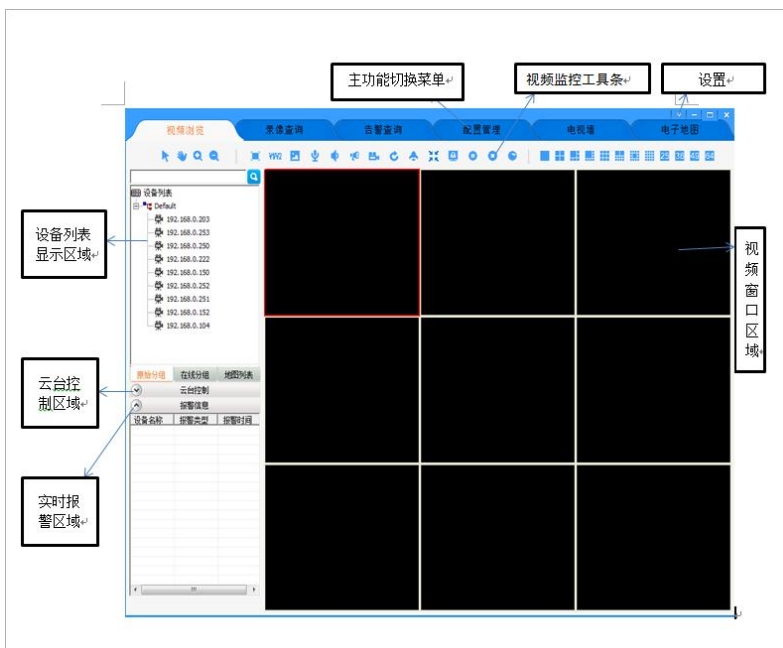 主功能切换菜单
视频监控工具条
设置
视频浏览
录像查询
告警查询
配置管理
电视墙
电子地图
25 36 49 64
设备列表
Default
192.168.0.203
192.168.0.253
192.168.0.250
192.168.0.222
192.168.0.150
192.168.0.252
192.168.0.251
192.168.0.152
192.168.0.104
设备列表
显示区域
视
频
窗
口
区
域
原始分组 在线分组 地图列表
云台控制
报警信息
设备名称 报警类型 报警时间
云台控
制区域
实时报
警区域